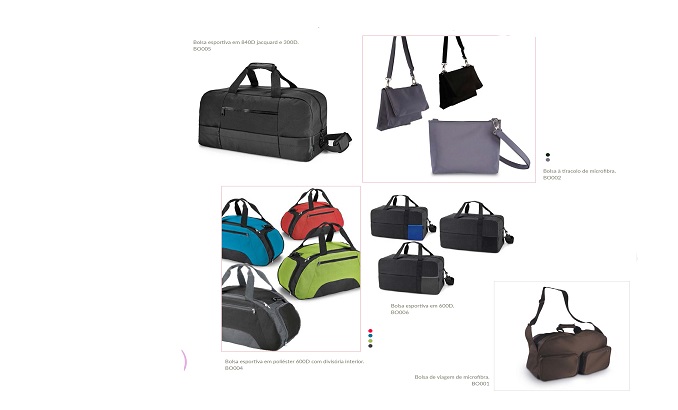 Bolsa esportiva em 840D jacquard e 300D.
BO005
Bolsa à tiracolo de microfibra.
BO002
Bolsa esportiva em 600D.
BO006
Bolsa esportiva em poliéster 600D com divisória interior.
BO004
Bolsa de viagem de microfibra.
BO001